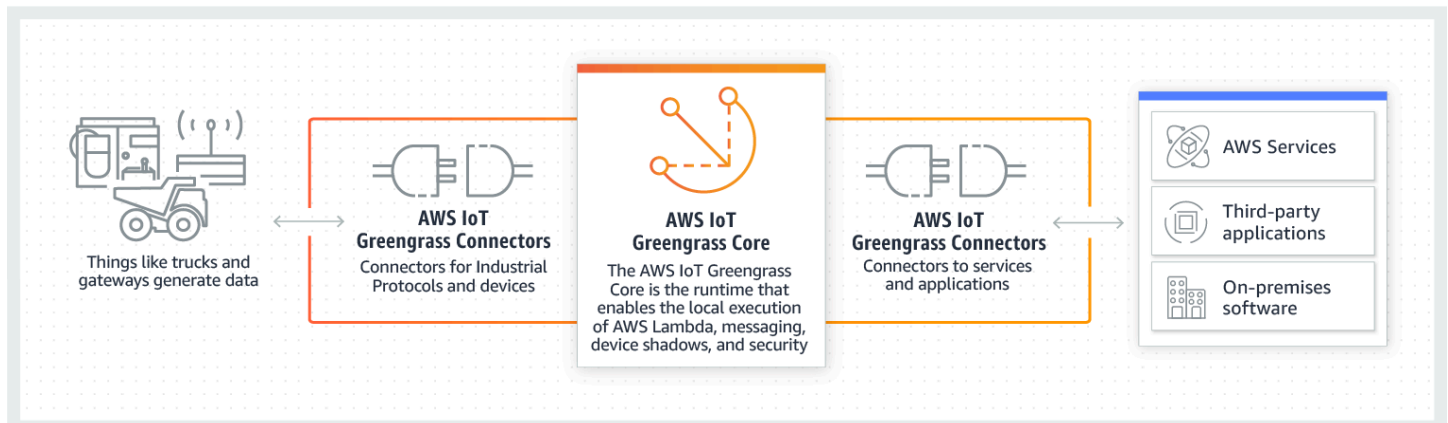 Things like trucks and
gateways generate data
AWS IoT
Greengrass Connectors
Connectors for Industrial
Protocols and devices
AWS IoT
Greengrass Core
The AWS IoT Greengrass
Core is the runtime that
enables the local execution
of AWS Lambda, messaging,
device shadows, and security
AWS IoT
Greengrass Connectors
Connectors to services
and applications
AWS Services
Third-party
applications
On-premises
software